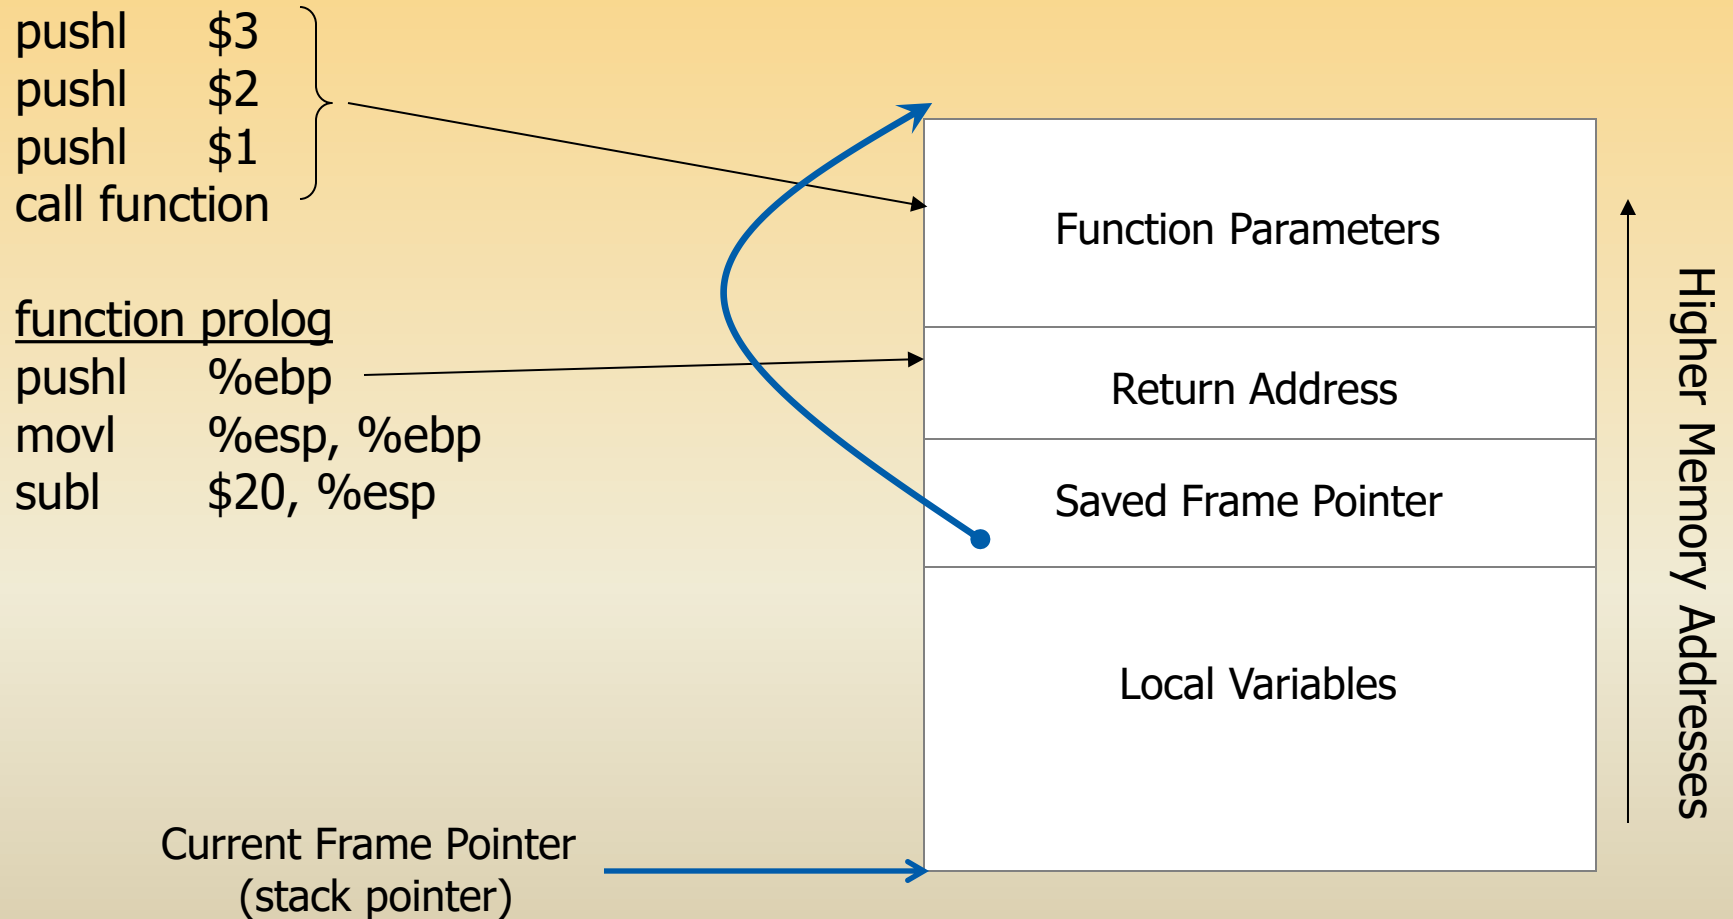 pushl $3
pushl $2
pushl $1
call function
function prolog
pushl %ebp
movl %esp, %ebp
subl $20, %esp
Function Parameters
Return Address
Saved Frame Pointer
Local Variables
Higher Memory Addresses
Current Frame Pointer
(stack pointer)